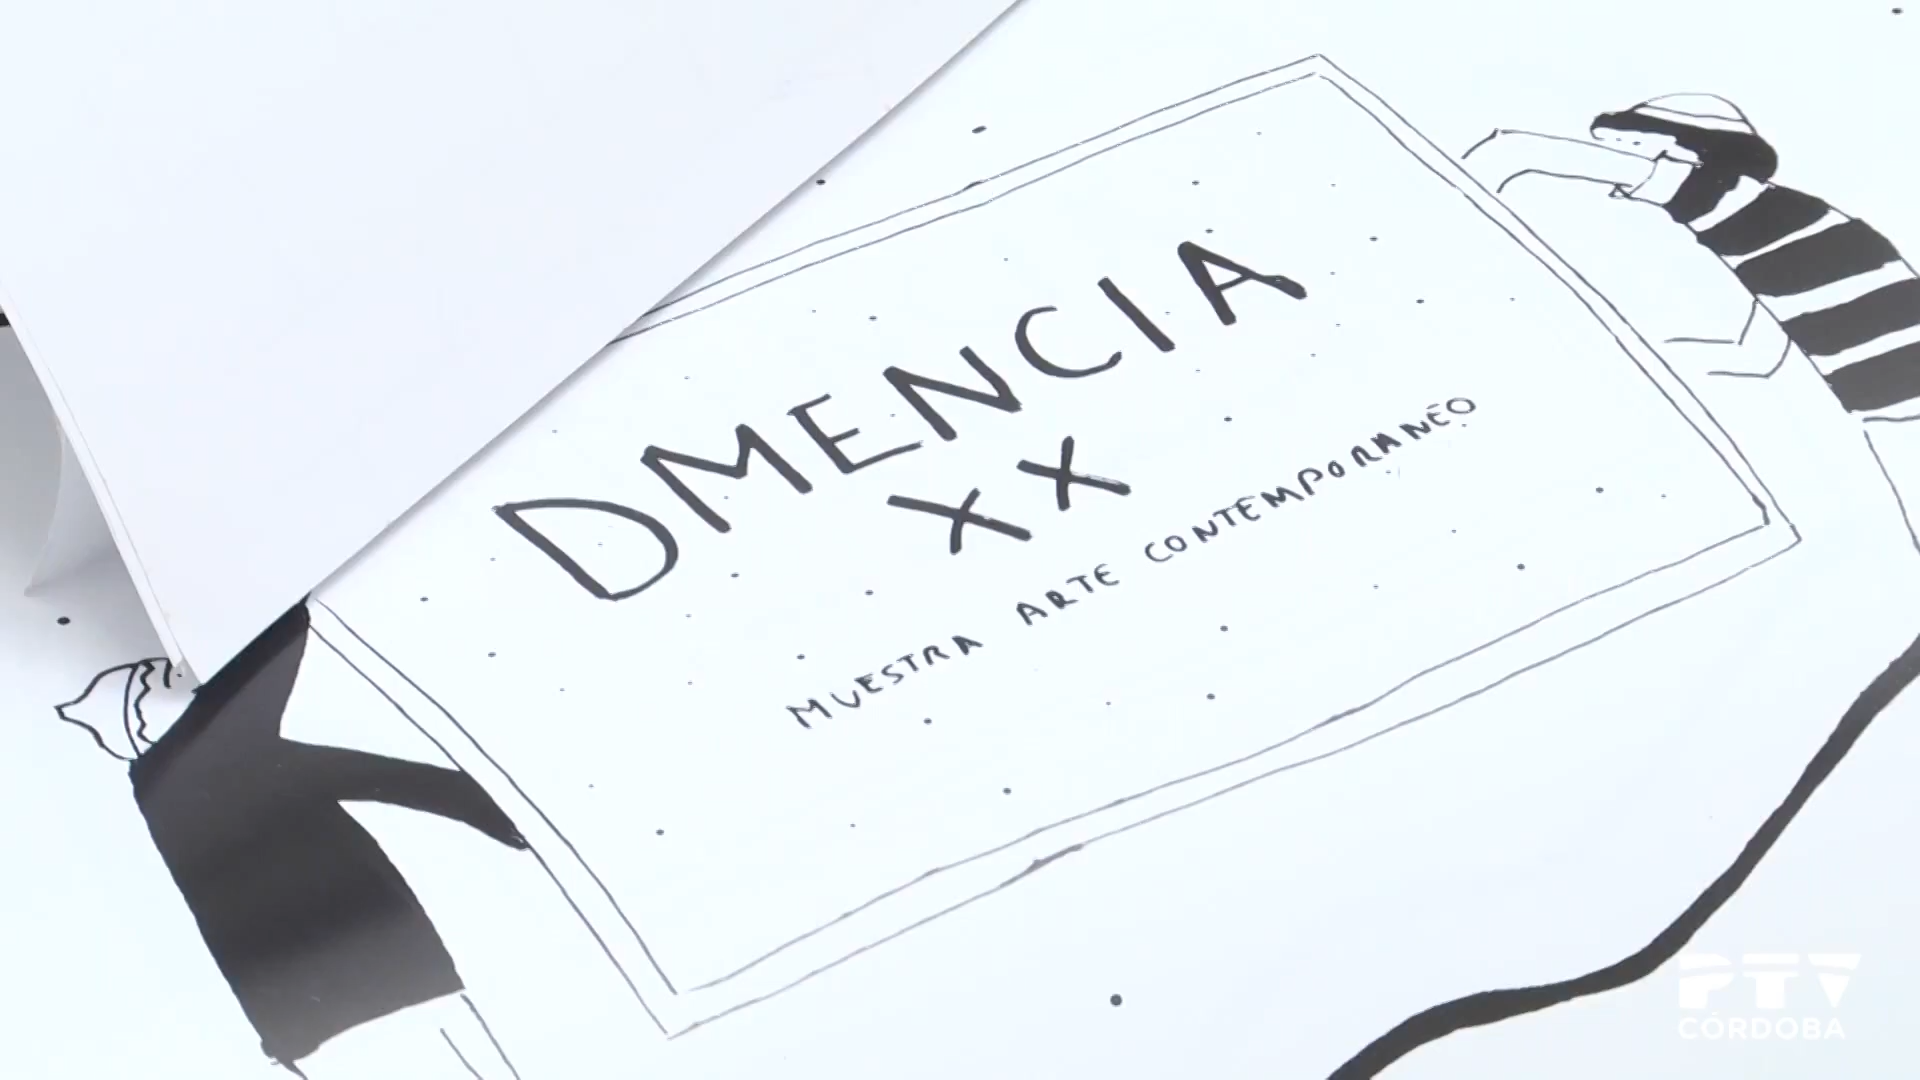 DMENCIA
XX
MUESTRA ARTE CONTEMPORANEO
PTV
CÓRDOBA